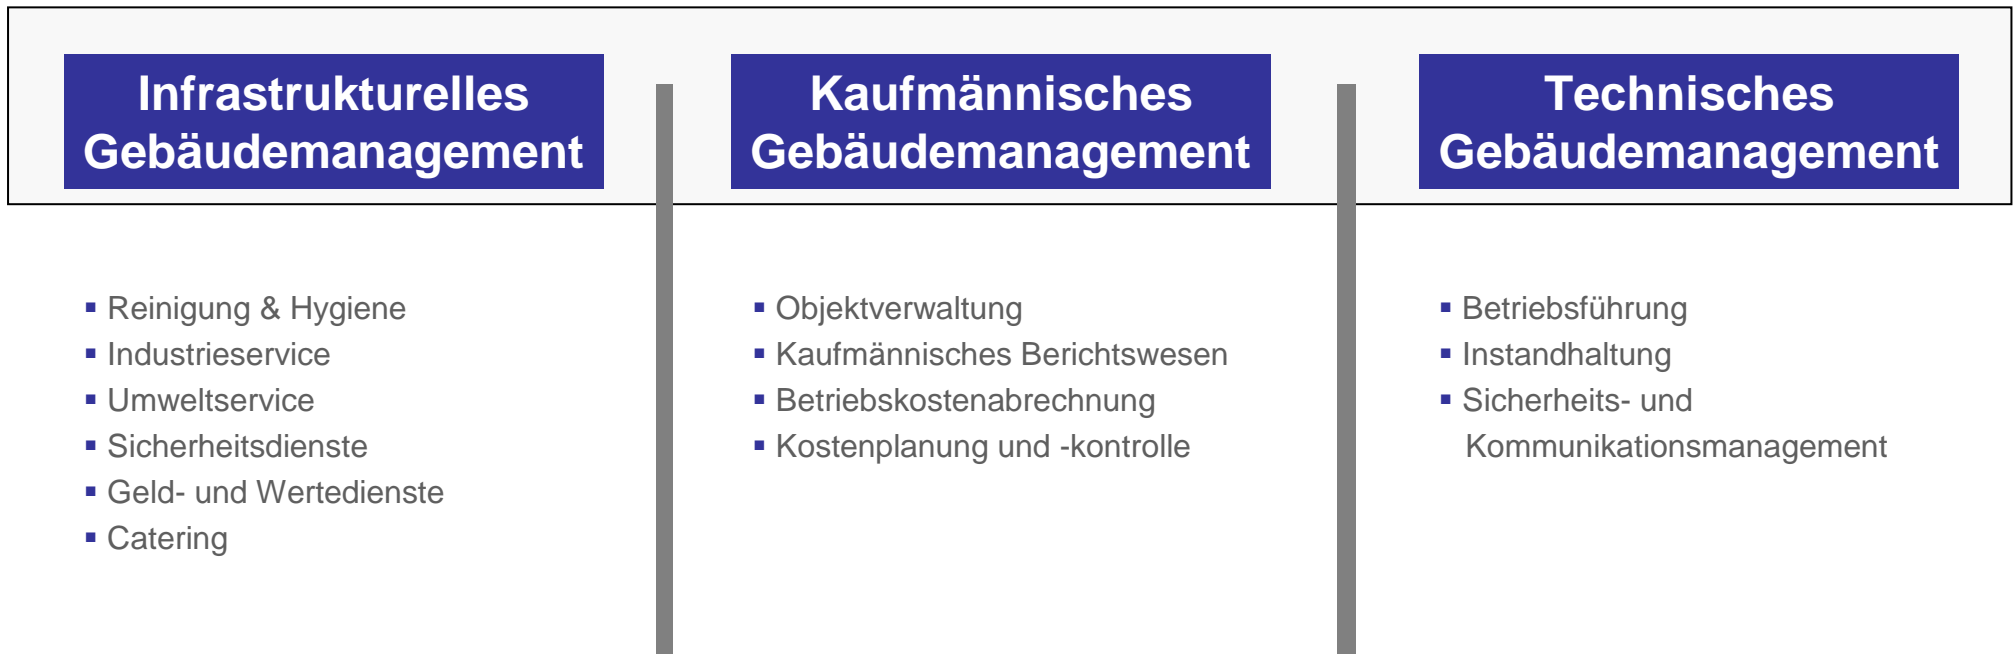 Infrastrukturelles
Gebäudemanagement
Kaufmännisches
Gebäudemanagement
Technisches
Gebäudemanagement
▪ Reinigung & Hygiene
▪ Industrieservice
▪ Umweltservice
▪ Sicherheitsdienste
▪ Geld- und Wertedienste
▪ Catering
▪ Objektverwaltung
▪ Kaufmännisches Berichtswesen
▪ Betriebskostenabrechnung
▪ Kostenplanung und -kontrolle
▪ Betriebsführung
▪ Instandhaltung
▪ Sicherheits- und
Kommunikationsmanagement